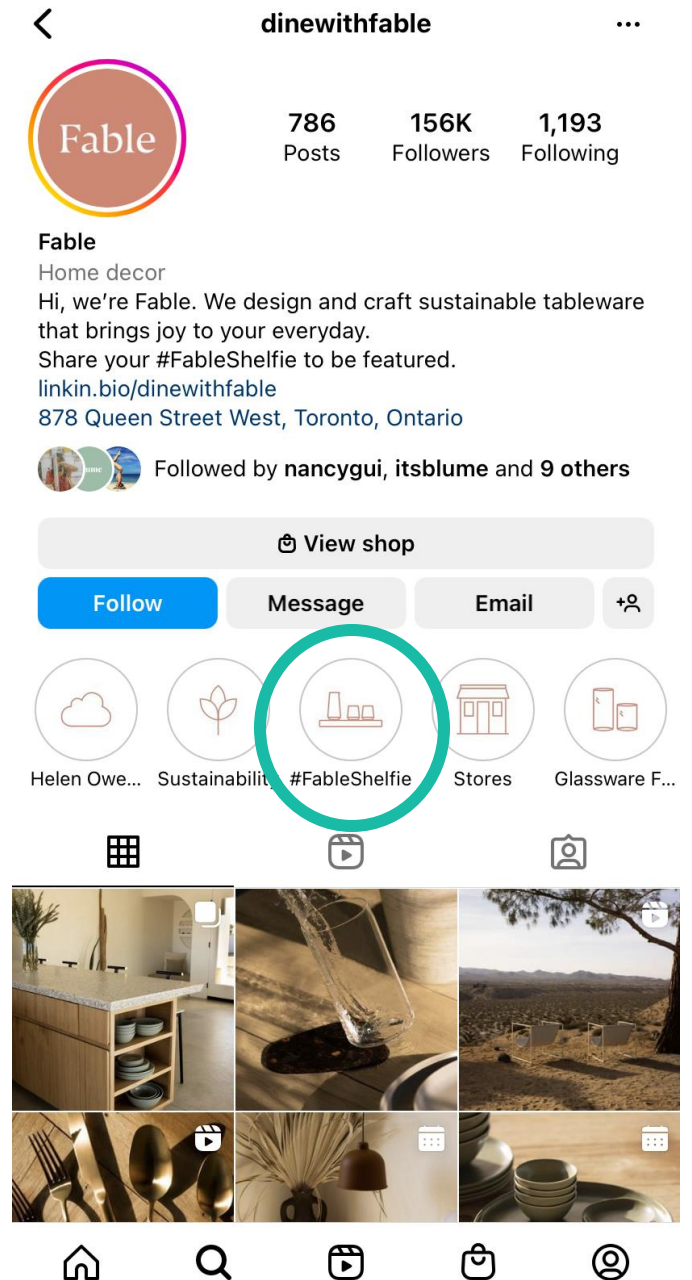 dinewithfable
Fable
786
Posts
156K
Followers
1,193
Following
Fable
Home decor
Hi, we’re Fable. We design and craft sustainable tableware
that brings joy to your everyday.
Share your #FableShelfie to be featured.
linkin.bio/dinewithfable
878 Queen Street West, Toronto, Ontario
Followed by nancygui, itsblume and 9 others
View shop
Follow
Message
Email
Helen Owe...
Sustainability
#FableShelfie
Stores
Glassware F...